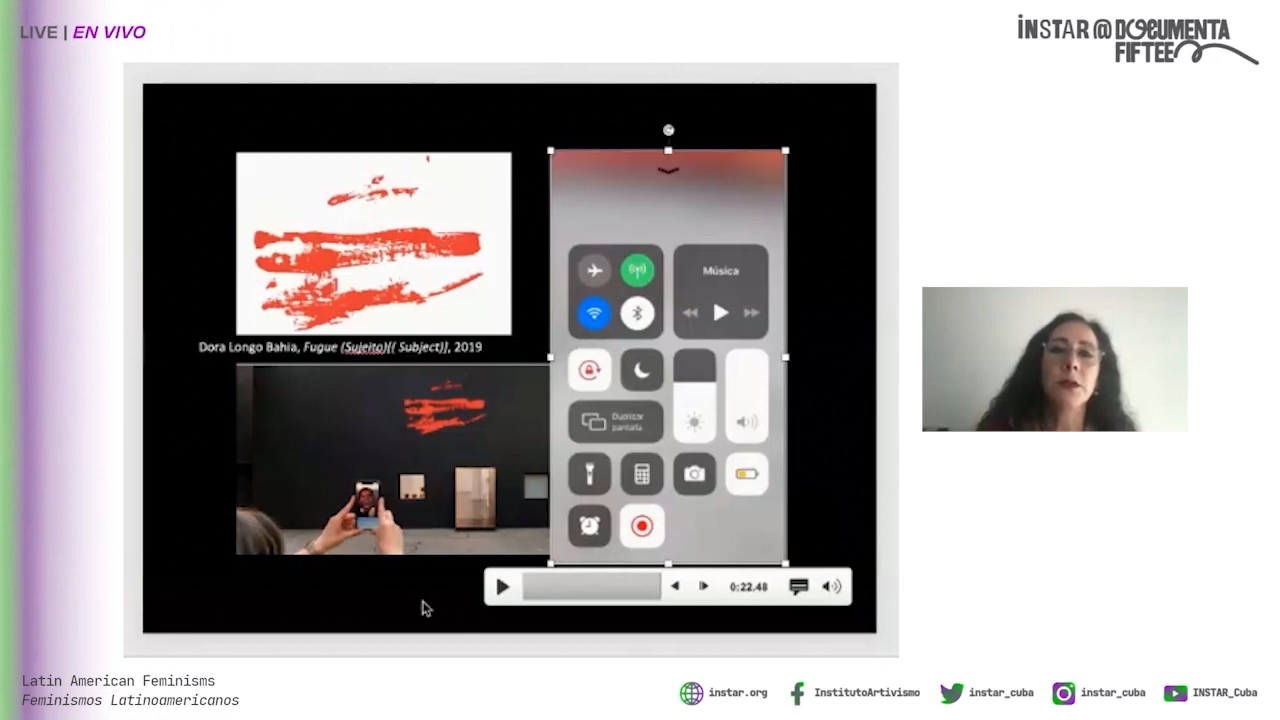 LIVE | EN VIVO
INSTAR @ DOCUMENTA
FIFTEEN
Dora Longo Bahia, Fugue (Sujeito)[( Subject)], 2019
Música
Duplicar
pantalla
0:22.48
Latin American Feminisms
Feminismos Latinoamericanos
instar.org
InstitutoArtivismo
instar_cuba
instar_cuba
INSTAR_Cuba